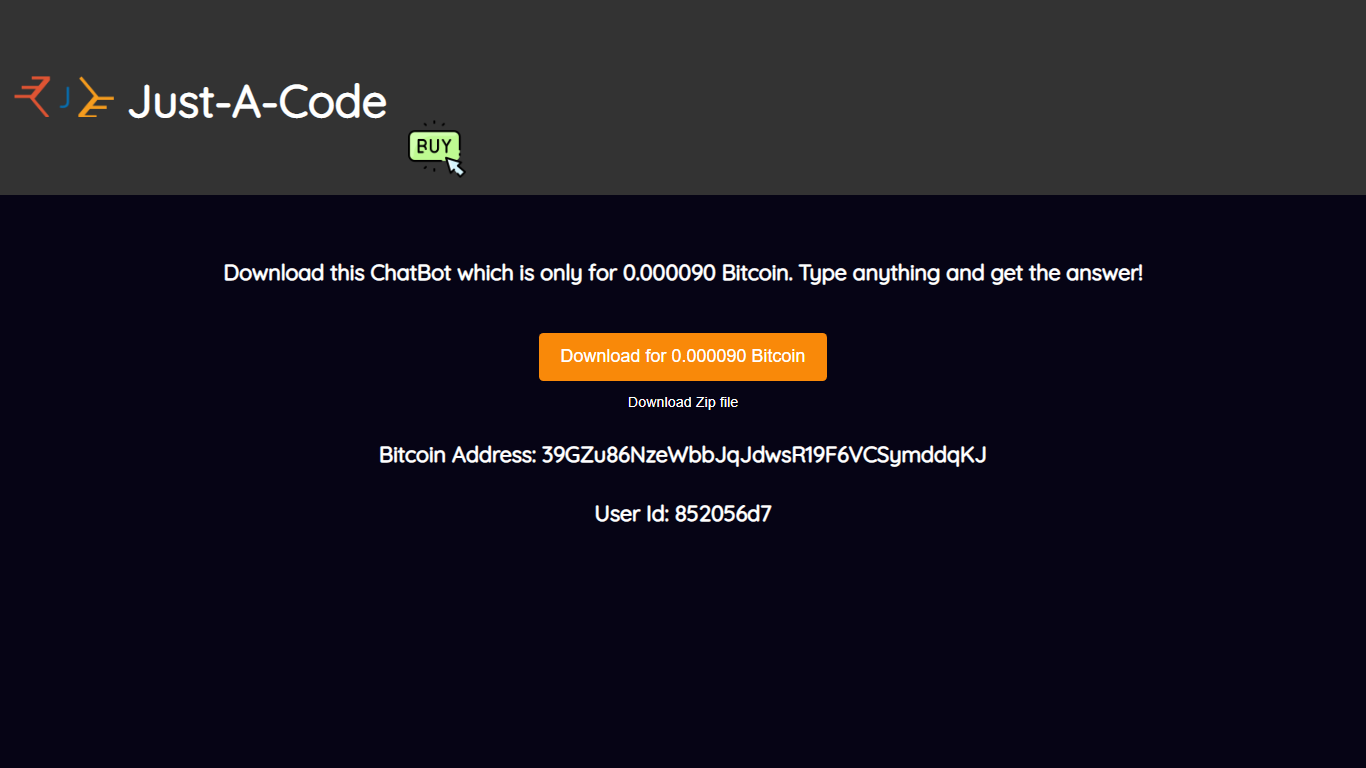 J
Just-A-Code
BUY
Download this ChatBot which is only for 0.000090 Bitcoin. Type anything and get the answer!
Download for 0.000090 Bitcoin
Download Zip file
Bitcoin Address: 39GZu86NzeWbbJqJdwsR19F6VCSymddqKJ
User Id: 852056d7